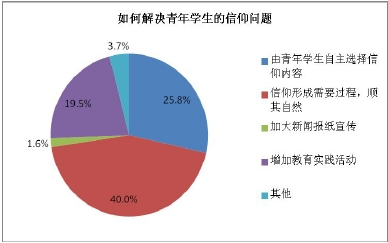 如何解决青年学生的信仰问题
3.7%
19.5%
25.8%
1.6%
40.0%
由青年学生自主选择信
仰内容
信仰形成需要过程，顺
其自然
加大新闻报纸宣传
增加教育实践活动
其他